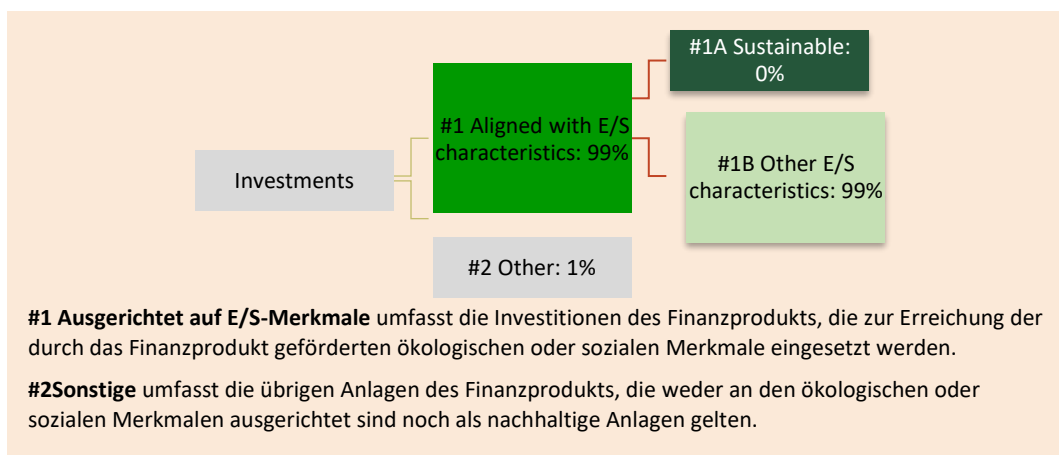 #1A Sustainable:
0%
#1 Aligned with E/S
characteristics: 99%
Investments
#1B Other E/S
characteristics: 99%
#2 Other: 1%
#1 Ausgerichtet auf E/S-Merkmale umfasst die Investitionen des Finanzprodukts, die zur Erreichung der
durch das Finanzprodukt geförderten ökologischen oder sozialen Merkmale eingesetzt werden.
#2Sonstige umfasst die übrigen Anlagen des Finanzprodukts, die weder an den ökologischen oder
sozialen Merkmalen ausgerichtet sind noch als nachhaltige Anlagen gelten.